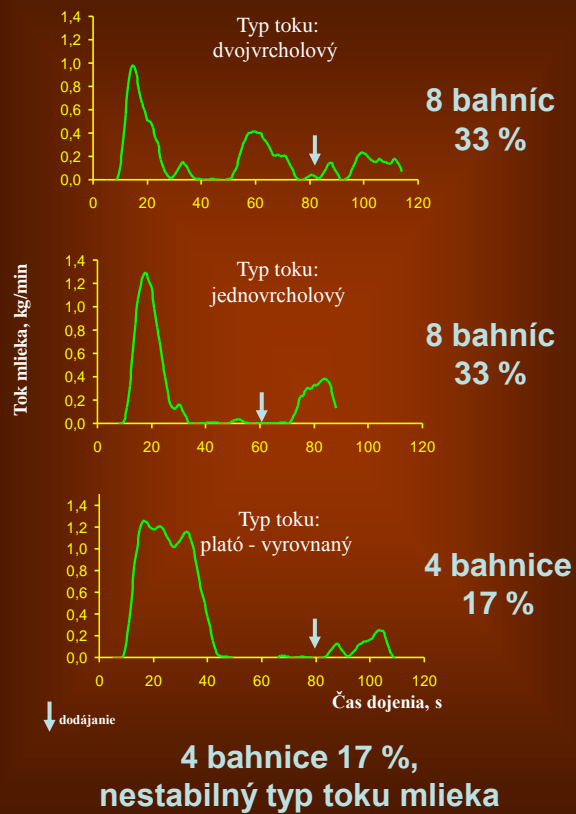 Typ toku:
dvojvrcholový
1,4
1,2
1,0
0,8
0,6
0,4
0,2
0,0
0 20 40 60 80 100 120
8 bahníc
33 %
Tok mlieka, kg/min
Typ toku:
jednovrcholový
1,4
1,2
1,0
0,8
0,6
0,4
0,2
0,0
0 20 40 60 80 100 120
8 bahníc
33 %
Typ toku:
plató - vyrovnaný
1,4
1,2
1,0
0,8
0,6
0,4
0,2
0,0
0 20 40 60 80 100 120
4 bahnice
17 %
Čas dojenia, s
dodájanie
4 bahnice 17 %,
nestabilný typ toku mlieka